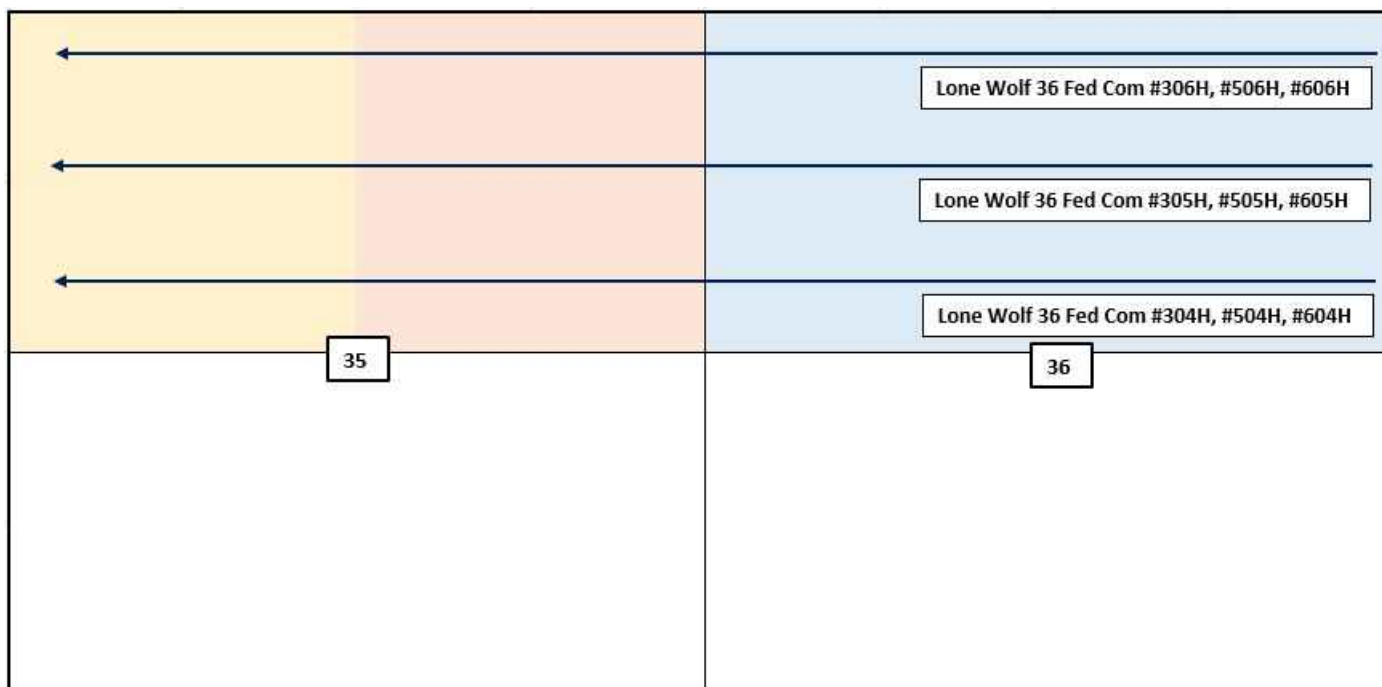 Lone Wolf 36 Fed Com #306H, #506H, #606H
Lone Wolf 36 Fed Com #305H, #505H, #605H
Lone Wolf 36 Fed Com #304H, #504H, #604H
35
36